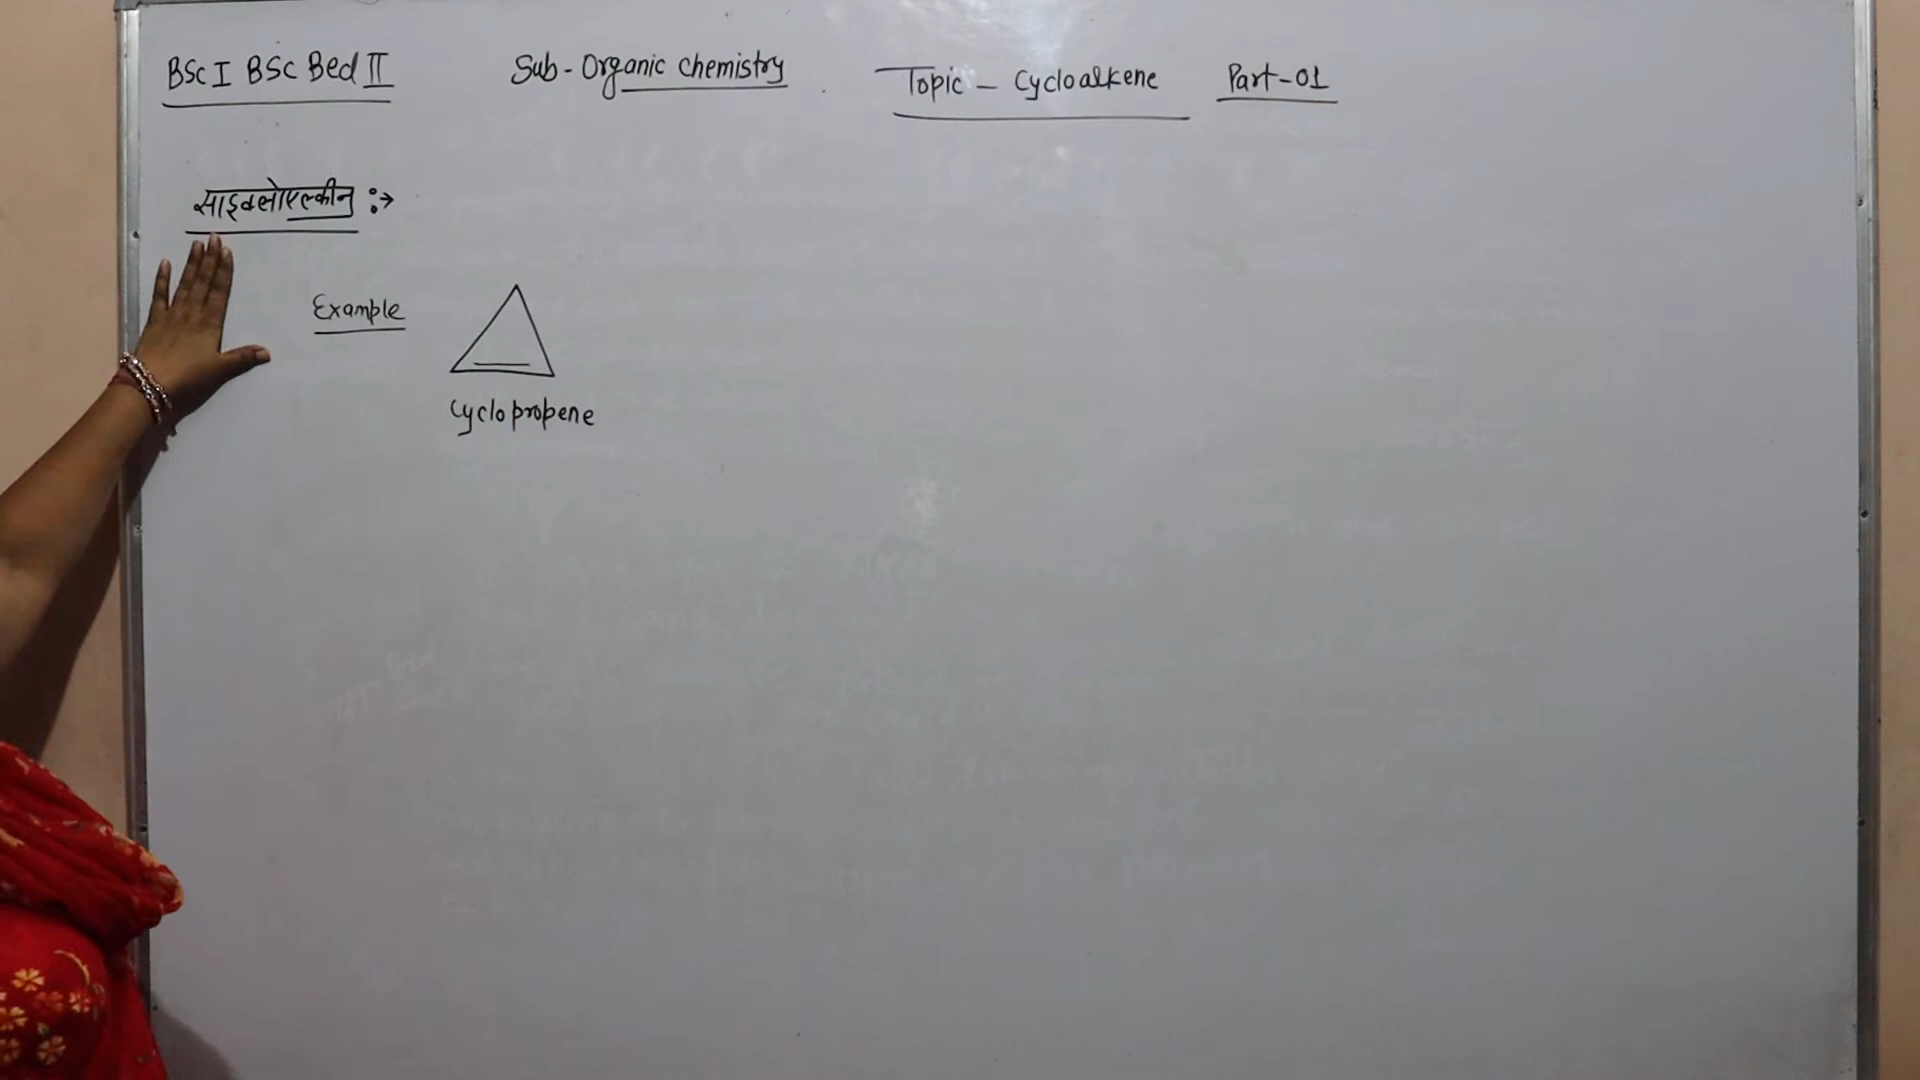 BSc I BSc Bed II Sub - Organic chemistry Topic - Cycloalkene Part-01
साइक्लोएल्कीन :→
Example
Cyclopropene